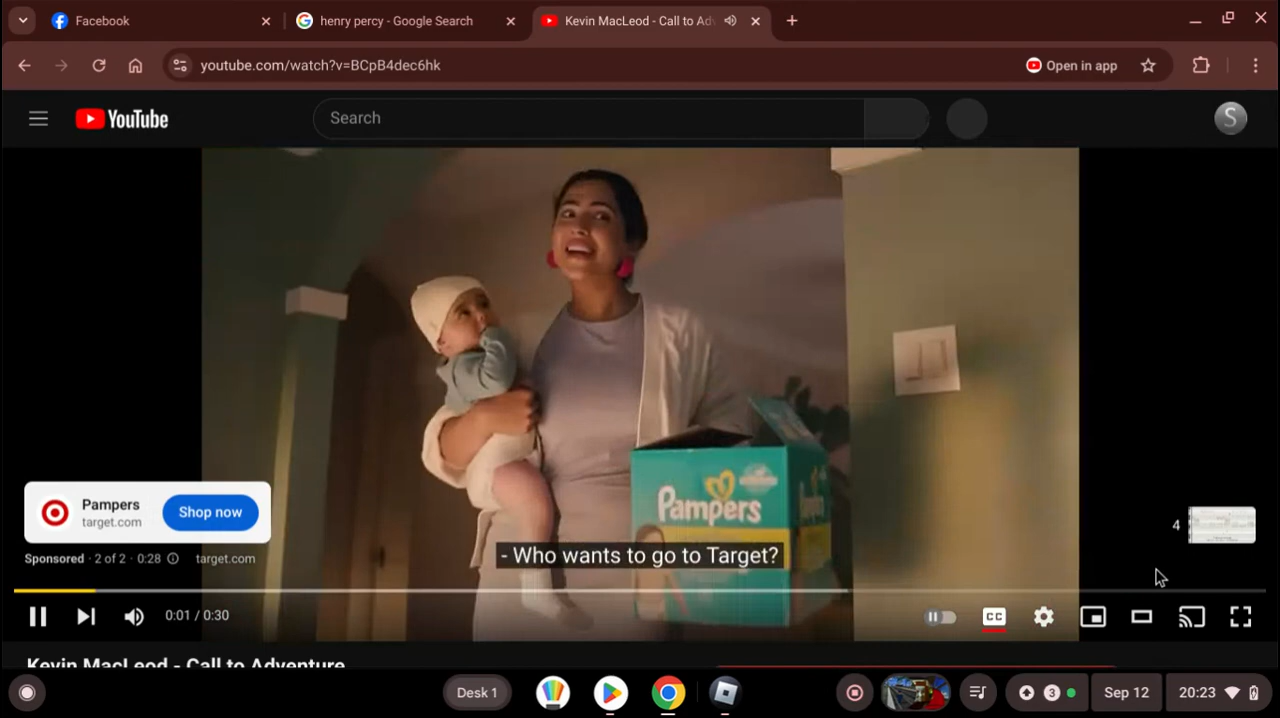 Facebook
henry percy - Google Search
Kevin MacLeod - Call to Ad
youtube.com/watch?v=BCpB4dec6hk
Open in app
YouTube
Search
S
Pampers
Pampers
target.com
Shop now
Sponsored · 2 of 2 · 0:28
target.com
- Who wants to go to Target?
4
0:01 / 0:30
CC
Kevin MacLeod - Call to Adventure
Desk 1
3
Sep 12
20:23